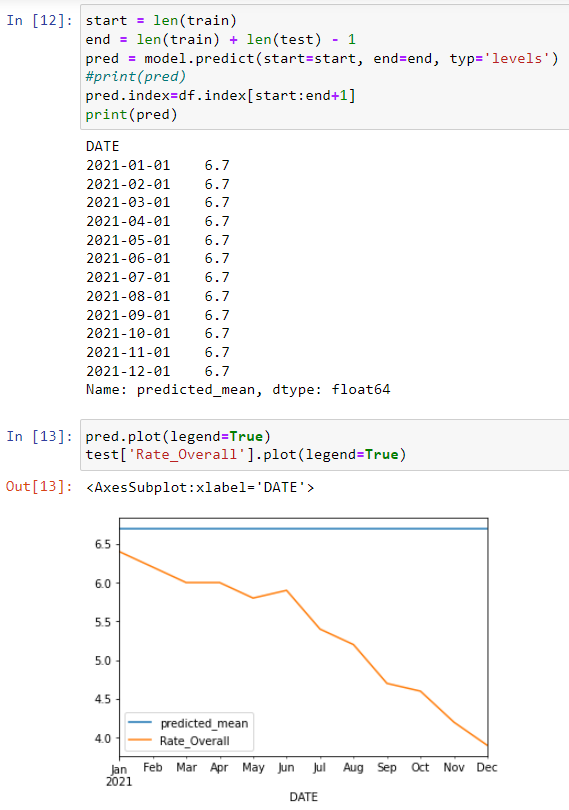 In [12]:
start = len(train)
end = len(train) + len(test) - 1
pred = model.predict(start=start, end=end, typ='levels')
#print(pred)
pred.index=df.index[start:end+1]
print(pred)
DATE
2021-01-01    6.7
2021-02-01    6.7
2021-03-01    6.7
2021-04-01    6.7
2021-05-01    6.7
2021-06-01    6.7
2021-07-01    6.7
2021-08-01    6.7
2021-09-01    6.7
2021-10-01    6.7
2021-11-01    6.7
2021-12-01    6.7
Name: predicted_mean, dtype: float64
In [13]:
pred.plot(legend=True)
test['Rate_Overall'].plot(legend=True)
Out[13]:
<AxesSubplot:xlabel='DATE'>
6.5
6.0
5.5
5.0
4.5
4.0
predicted_mean
Rate_Overall
Jan Feb Mar Apr May Jun Jul Aug Sep Oct Nov Dec
2021
DATE